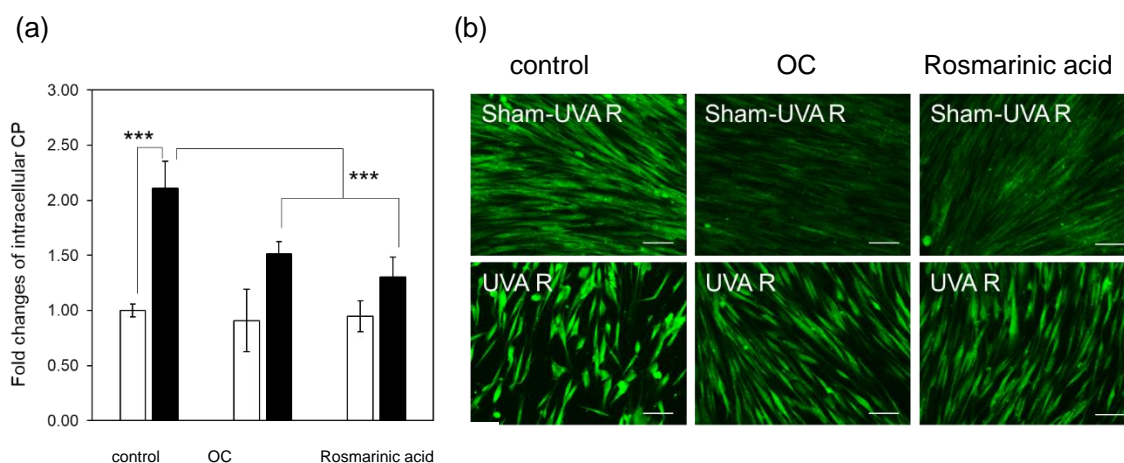 (a)
Fold changes of intracellular CP
3.00
2.50
2.00
1.50
1.00
0.50
0.00
***
***
control OC Rosmarinic acid
(b)
control OC Rosmarinic acid
Sham-UVA R Sham-UVA R Sham-UVA R
UVA R UVA R UVA R